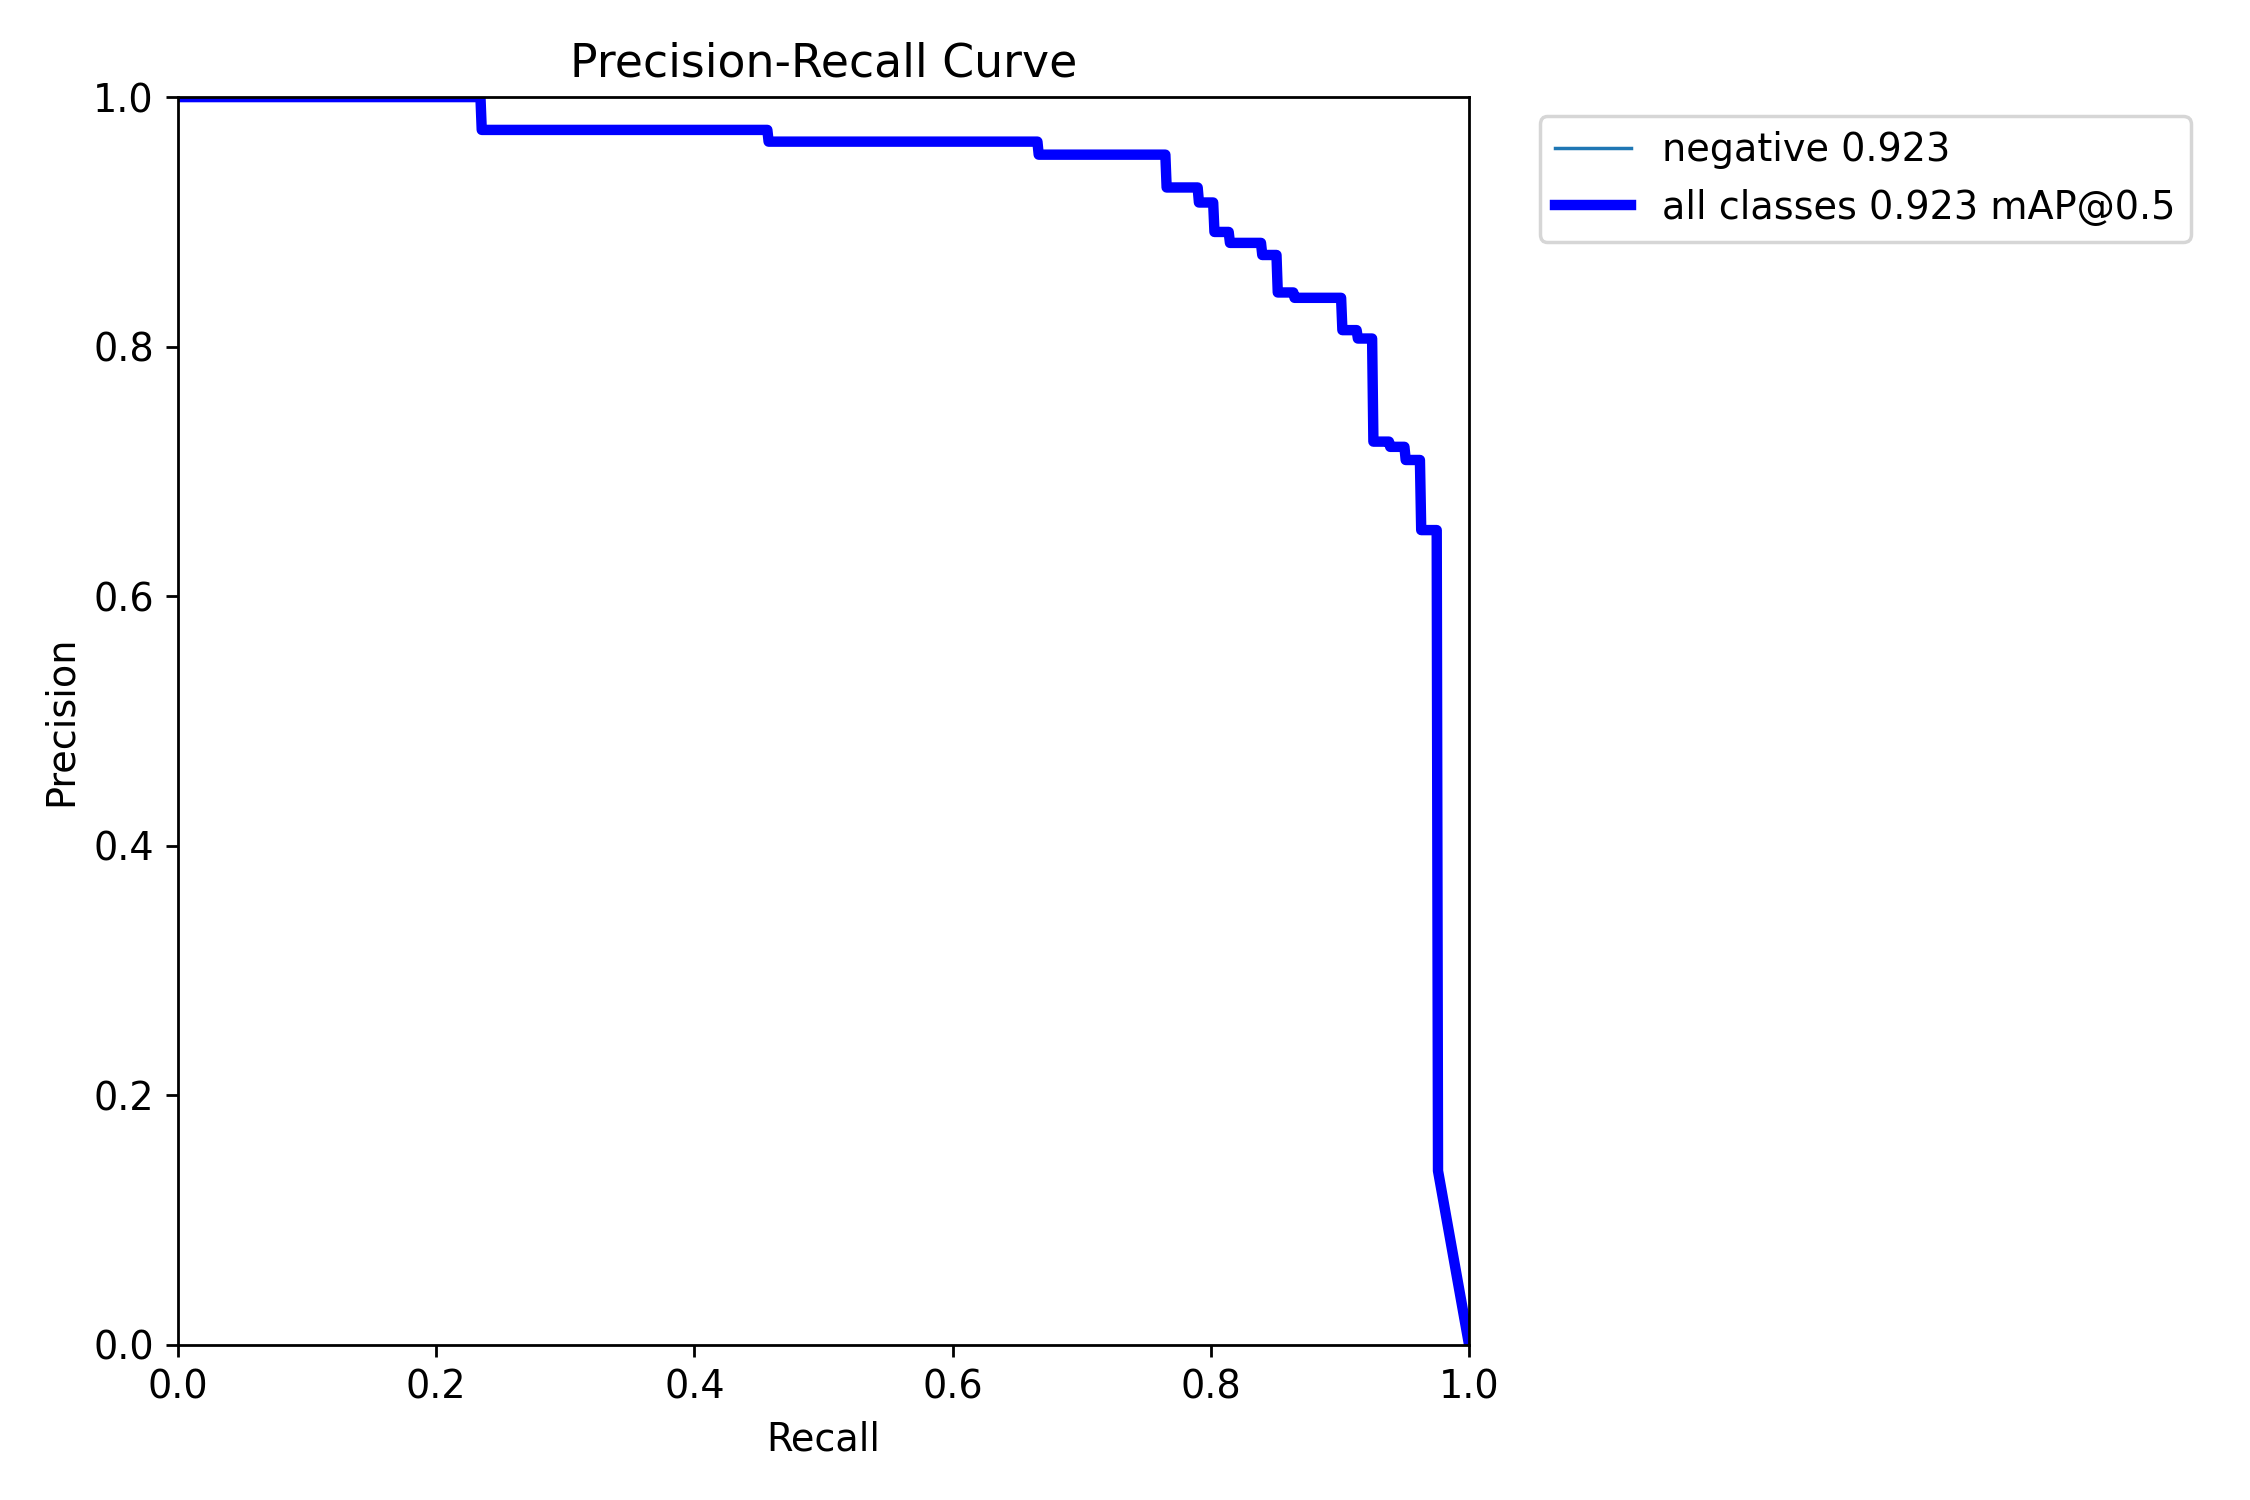 Precision-Recall Curve
negative 0.923
all classes 0.923 mAP@0.5
1.0
0.8
0.6
0.4
0.2
0.0
Precision
0.0 0.2 0.4 0.6 0.8 1.0
Recall